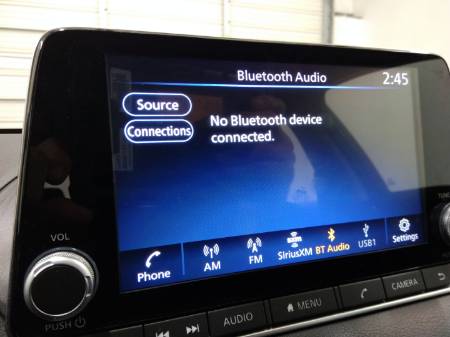 Bluetooth Audio
2:45
Source
Connections
No Bluetooth device
connected.
Phone
AM
FM
SiriusXM
BT Audio
USB1
Settings
VOL
PUSH
AUDIO
MENU
CAMERA